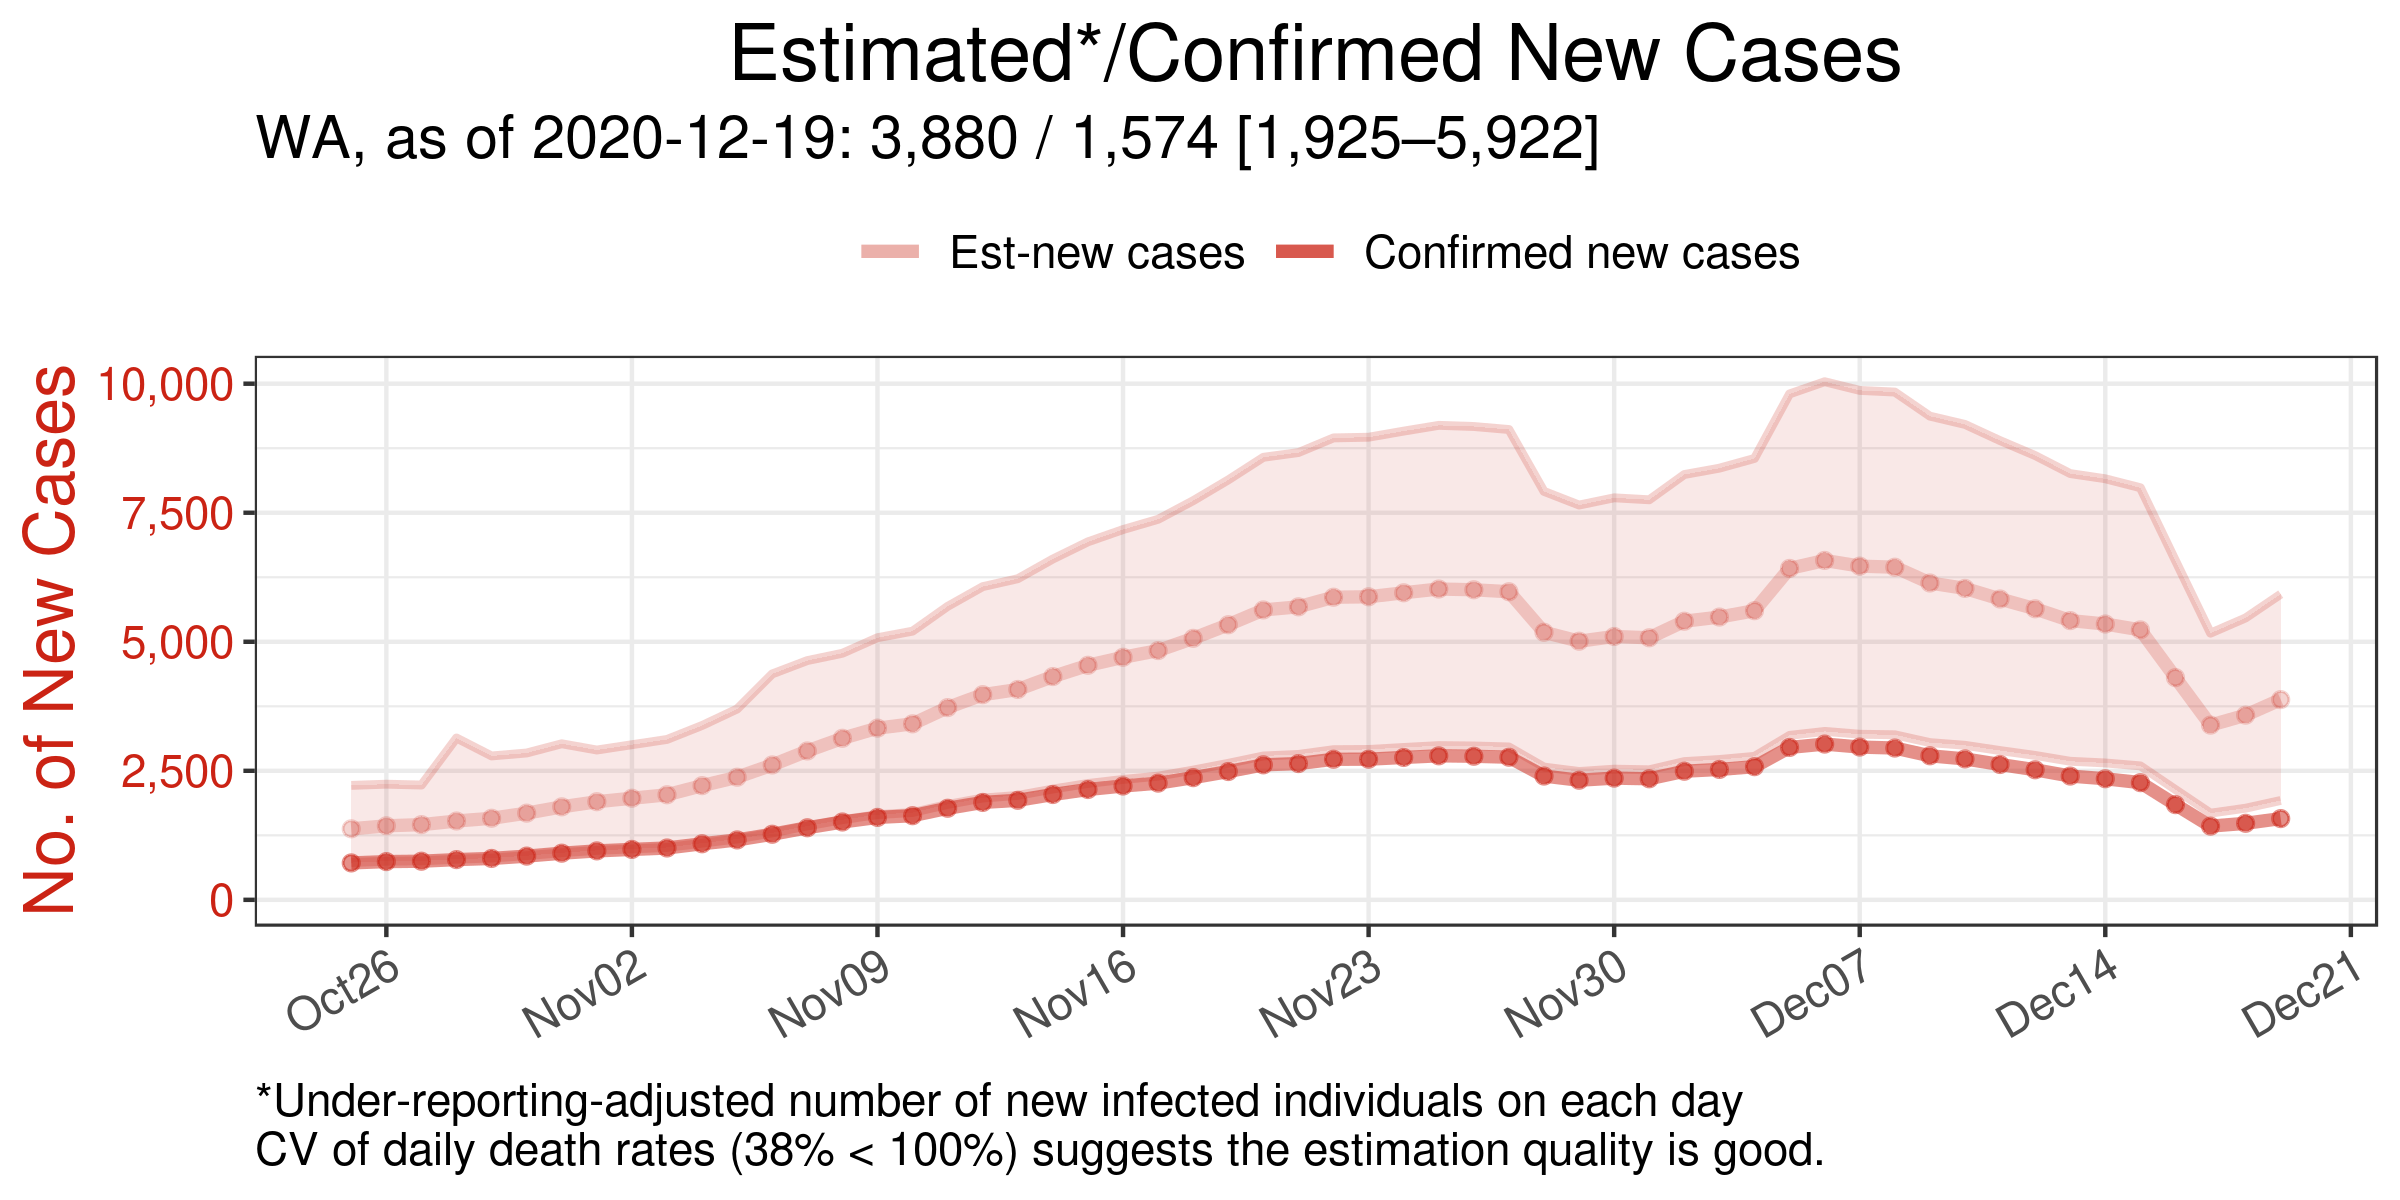 Estimated*/Confirmed New Cases
WA, as of 2020-12-19: 3,880 / 1,574 [1,925–5,922]
Est-new cases Confirmed new cases
No. of New Cases
10,000
7,500
5,000
2,500
0
Oct26 Nov02 Nov09 Nov16 Nov23 Nov30 Dec07 Dec14 Dec21
*Under-reporting-adjusted number of new infected individuals on each day
CV of daily death rates (38% < 100%) suggests the estimation quality is good.